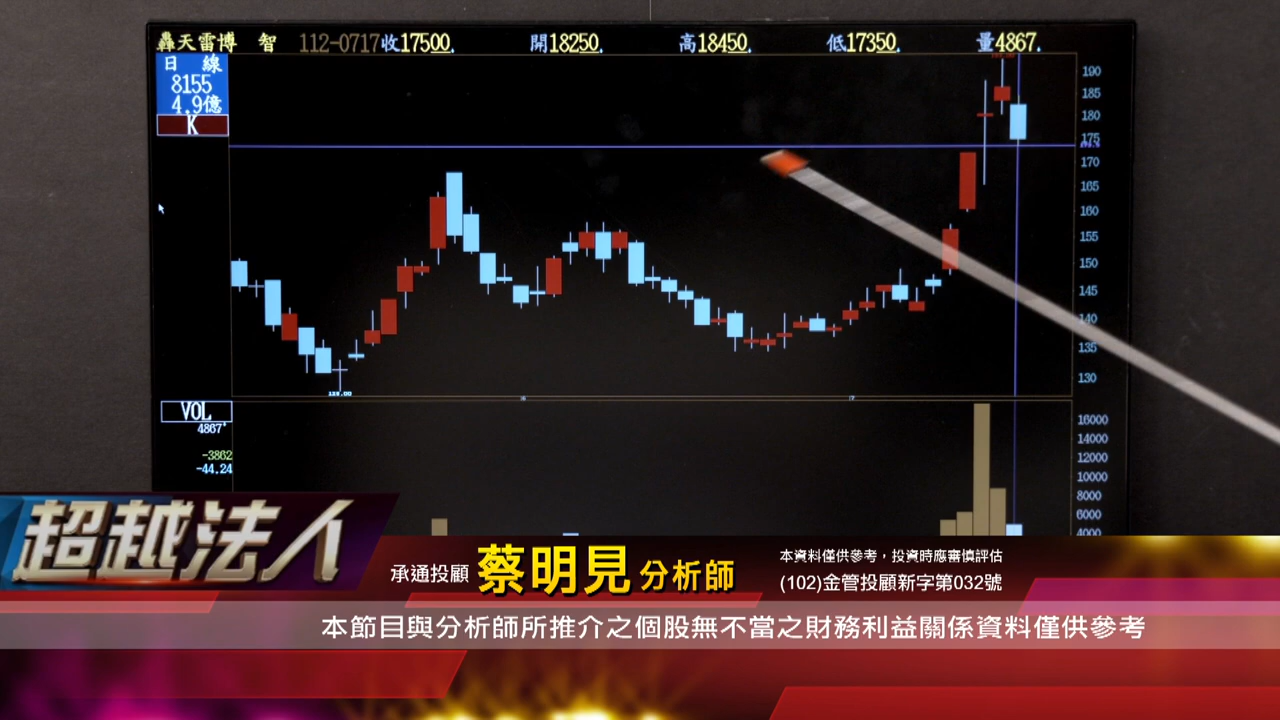 轟天雷博 智 112-0717收17500. 開18250. 高18450. 低17350. 量4867.
日 線
8155
4.9億
K
190
185
180
175
170
165
160
155
150
145
140
135
130
VOL
4867
-3862
-44.24
16000
14000
12000
10000
8000
6000
4000
超越法人
承通投顧 蔡明見 分析師
本資料僅供參考，投資時應審慎評估
(102)金管投顧新字第032號
本節目與分析師所推介之個股無不當之財務利益關係資料僅供參考